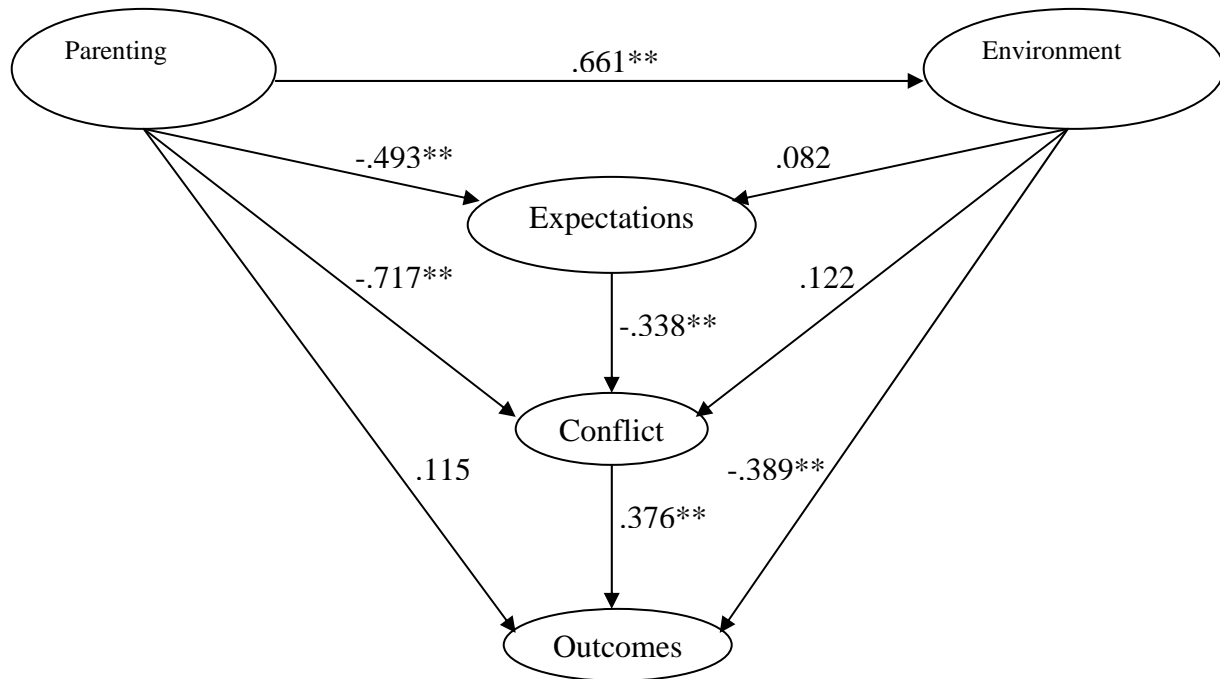 Parenting
Environment
.661**
-.493**
.082
Expectations
-.717**
.122
-.338**
Conflict
.115
-.389**
.376**
Outcomes